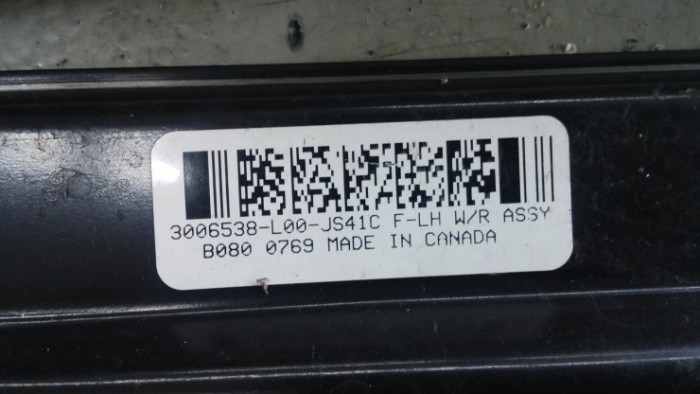 3006538-L00-JS41C F-LH W/R ASSY
B080 0769 MADE IN CANADA